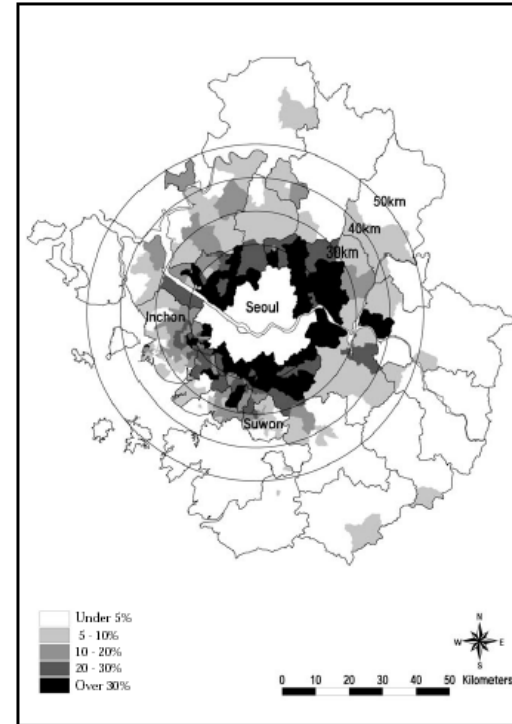 50km
40km
30km
Seoul
Inchon
Suwon
Under 5%
5 - 10%
10 - 20%
20 - 30%
Over 30%
N
W E
S
0 10 20 30 40 50 Kilometers